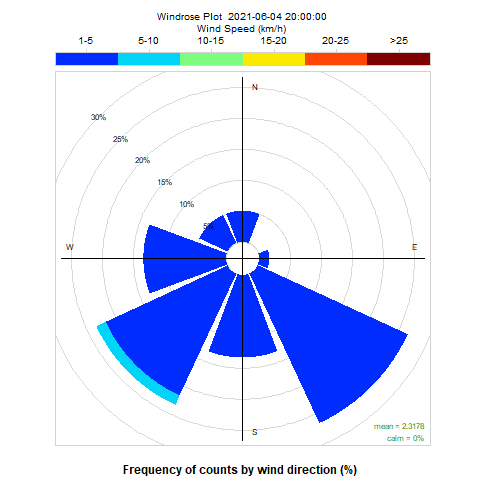 Windrose Plot  2021-06-04 20:00:00
Wind Speed (km/h)
1-5 5-10 10-15 15-20 20-25 >25
N
30%
25%
20%
15%
10%
5%
W E
S
mean = 2.3178
calm = 0%
Frequency of counts by wind direction (%)